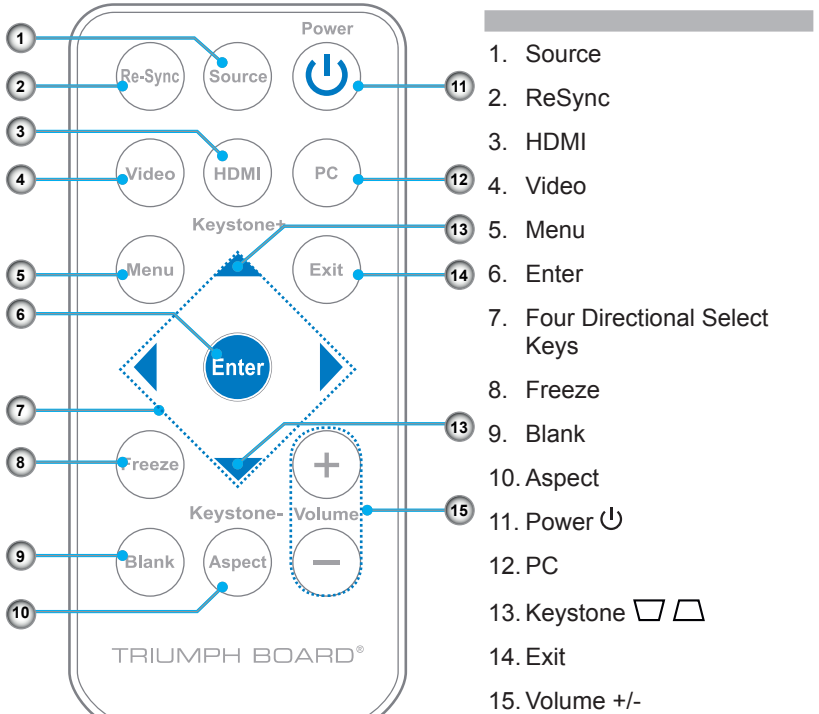 Power
1
Re-Sync
Source
2
11
3
Video
HDMI
PC
4
12
Keystone+
13
Menu
Exit
5
14
6
Enter
7
13
8
Freeze
+
Keystone-
Volume
15
9
Blank
Aspect
−
10
TRIUMPH BOARD®
1. Source
2. ReSync
3. HDMI
4. Video
5. Menu
6. Enter
7. Four Directional Select
Keys
8. Freeze
9. Blank
10. Aspect
11. Power
12. PC
13. Keystone
14. Exit
15. Volume +/-